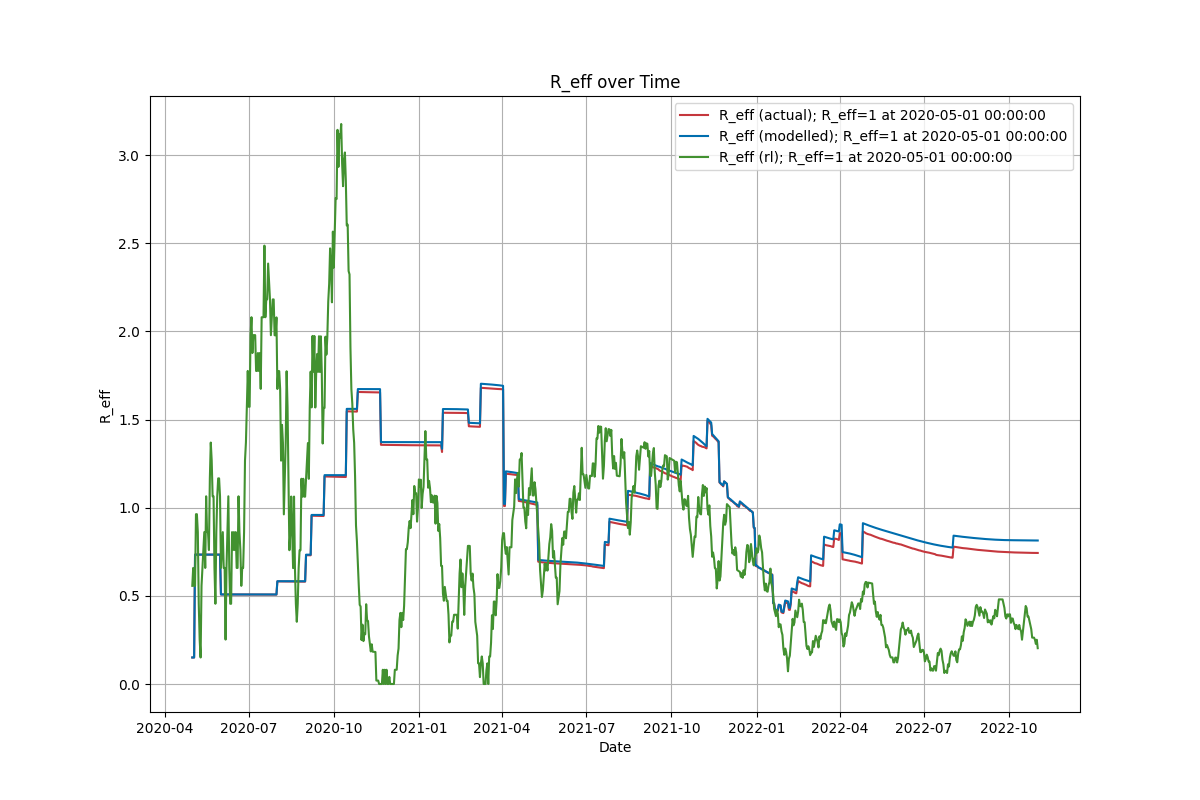 R_eff over Time
R_eff (actual); R_eff=1 at 2020-05-01 00:00:00
R_eff (modelled); R_eff=1 at 2020-05-01 00:00:00
R_eff (rl); R_eff=1 at 2020-05-01 00:00:00
R_eff
3.0
2.5
2.0
1.5
1.0
0.5
0.0
2020-04 2020-07 2020-10 2021-01 2021-04 2021-07 2021-10 2022-01 2022-04 2022-07 2022-10
Date